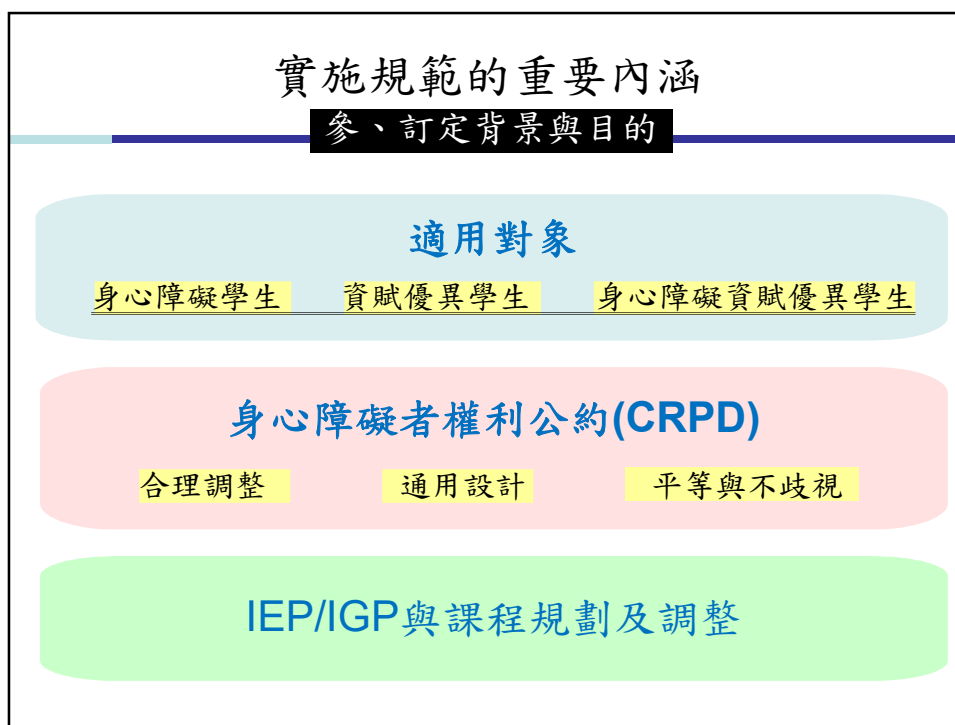 實施規範的重要內涵
參、訂定背景與目的
適用對象
身心障礙學生 資賦優異學生 身心障礙資賦優異學生
身心障礙者權利公約(CRPD)
合理調整 通用設計 平等與不歧視
IEP/IGP與課程規劃及調整